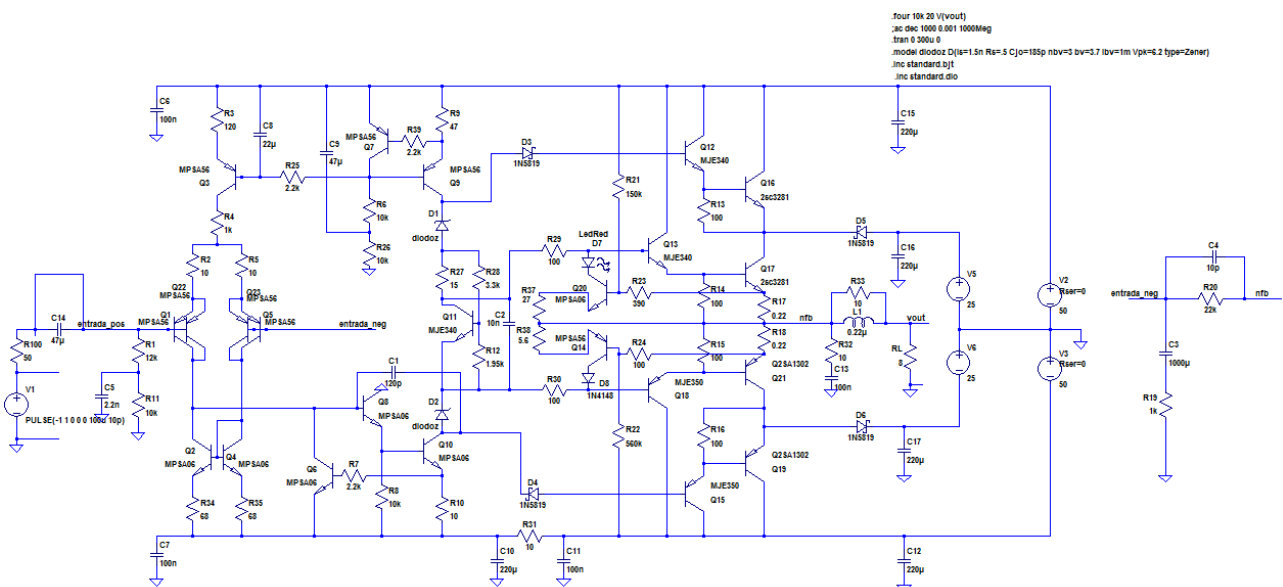 .four 10k 20 V(vout)
;ac dec 1000 0.001 1000Meg
.tran 0 300u 0
.model diodoz D(Is=1.5n Rs=.5 Cjo=185p nbv=3 bv=3.7 Ibv=1m Vpk=6.2 type=Zener)
.inc standard.bjt
.inc standard.dio
C6
100n
R3
120
C8
22µ
C9
47µ
MPSA56
Q7
R39
2.2k
R9
47
D3
1N5819
Q12
MJE340
C15
220µ
MPSA56
Q3
R25
2.2k
MPSA56
Q9
R21
150k
Q16
2sc3281
R13
100
R4
1k
R6
10k
D1
diodoz
R26
10k
R2
10
R5
10
R27
15
R28
3.3k
R29
100
LedRed
D7
Q13
MJE340
D5
1N5819
C16
220µ
V5
25
V2
Rser=0
50
C4
10p
R20
22k
entrada_neg
nfb
Q22
MPSA56
Q23
MPSA56
Q1
MPSA56
Q5
MPSA56
entrada_pos
entrada_neg
C14
47µ
R100
50
R1
12k
C5
2.2n
R11
10k
V1
PULSE(-1 1 0 0 0 100u 10p)
Q11
MJE340
C2
10n
R12
1.95k
R37
27
Q20
MPSA06
R23
390
Q17
2sc3281
R14
100
R17
0.22
R38
5.6
MPSA56
Q14
R24
100
R15
100
R18
0.22
nfb
R33
10
L1
0.22µ
vout
R32
10
C13
100n
RL
8
V6
25
V3
Rser=0
50
C3
1000µ
R19
1k
C1
120p
Q8
MPSA06
D2
diodoz
R30
100
D8
1N4148
MJE350
Q18
Q2SA1302
Q21
D6
1N5819
C17
220µ
Q2
MPSA06
Q4
MPSA06
Q6
MPSA06
R7
2.2k
Q10
MPSA06
R22
560k
R16
100
Q2SA1302
Q19
R34
68
R35
68
R8
10k
R10
10
D4
1N5819
MJE350
Q15
C7
100n
C10
220µ
R31
10
C11
100n
C12
220µ